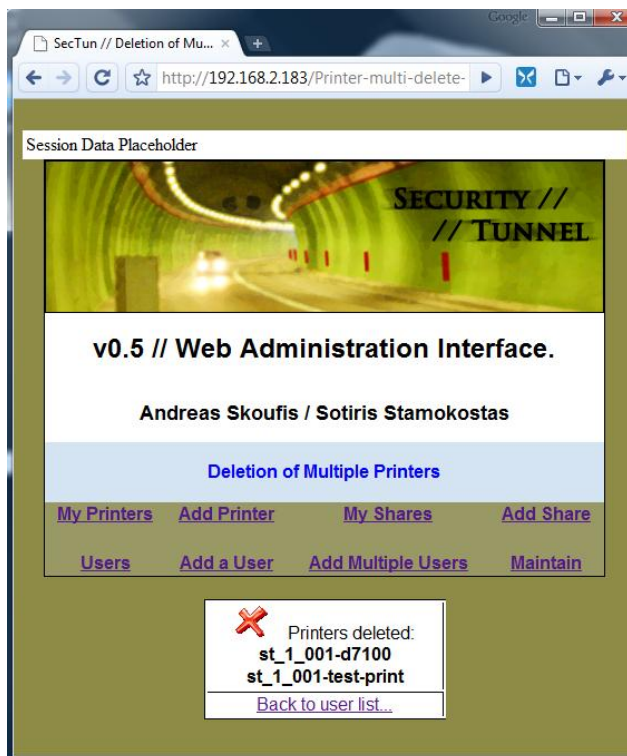 Google
SecTun // Deletion of Mu...
http://192.168.2.183/Printer-multi-delete-
Session Data Placeholder
SECURITY //
// TUNNEL
v0.5 // Web Administration Interface.
Andreas Skoufis / Sotiris Stamokostas
Deletion of Multiple Printers
My Printers Add Printer My Shares Add Share
Users Add a User Add Multiple Users Maintain
Printers deleted:
st_1_001-d7100
st_1_001-test-print
Back to user list...